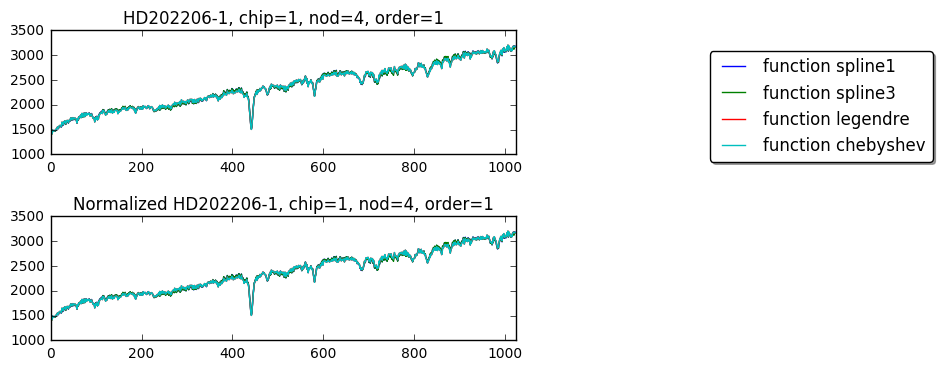 HD202206-1, chip=1, nod=4, order=1
3500
3000
2500
2000
1500
1000
0 200 400 600 800 1000
function spline1
function spline3
function legendre
function chebyshev
Normalized HD202206-1, chip=1, nod=4, order=1
3500
3000
2500
2000
1500
1000
0 200 400 600 800 1000